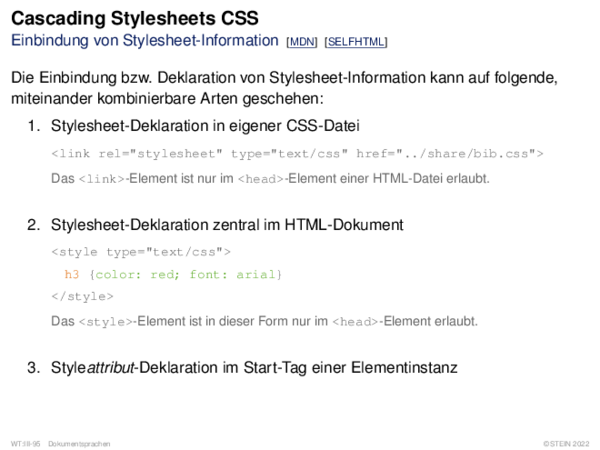 Cascading Stylesheets CSS
Einbindung von Stylesheet-Information [MDN] [SELFHTML]
Die Einbindung bzw. Deklaration von Stylesheet-Information kann auf folgende,
miteinander kombinierbare Arten geschehen:
1. Stylesheet-Deklaration in eigener CSS-Datei
<link rel="stylesheet" type="text/css" href="../share/bib.css">
Das <link>-Element ist nur im <head>-Element einer HTML-Datei erlaubt.
2. Stylesheet-Deklaration zentral im HTML-Dokument
<style type="text/css">
h3 {color: red; font: arial}
</style>
Das <style>-Element ist in dieser Form nur im <head>-Element erlaubt.
3. Styleattribut-Deklaration im Start-Tag einer Elementinstanz
WT:III-95 Dokumentsprachen ©STEIN 2022